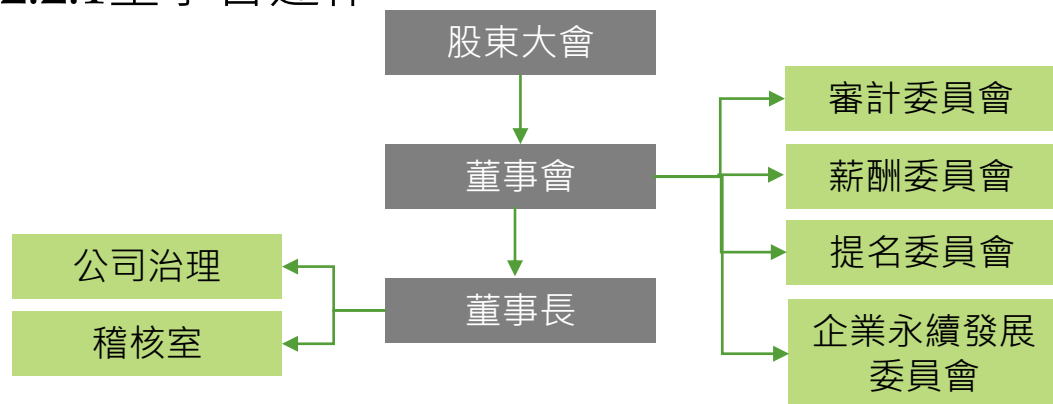 股東大會
審計委員會
董事會
薪酬委員會
提名委員會
公司治理
董事長
稽核室
企業永續發展
委員會